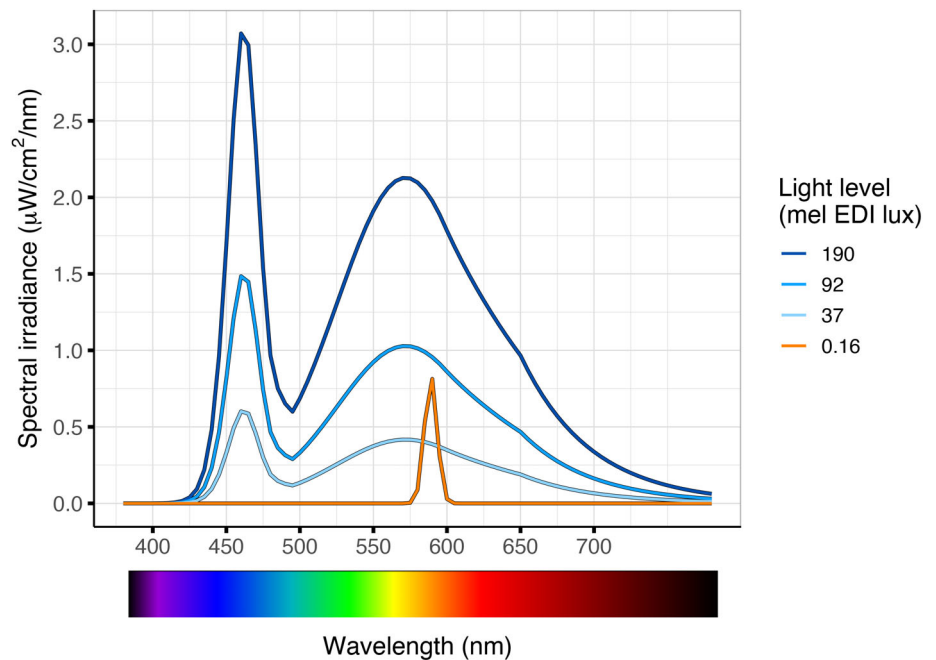 3.0
2.5
2.0
1.5
1.0
0.5
0.0
Spectral irradiance (μW/cm²/nm)
400 450 500 550 600 650 700
Wavelength (nm)
Light level
(mel EDI lux)
190
92
37
0.16